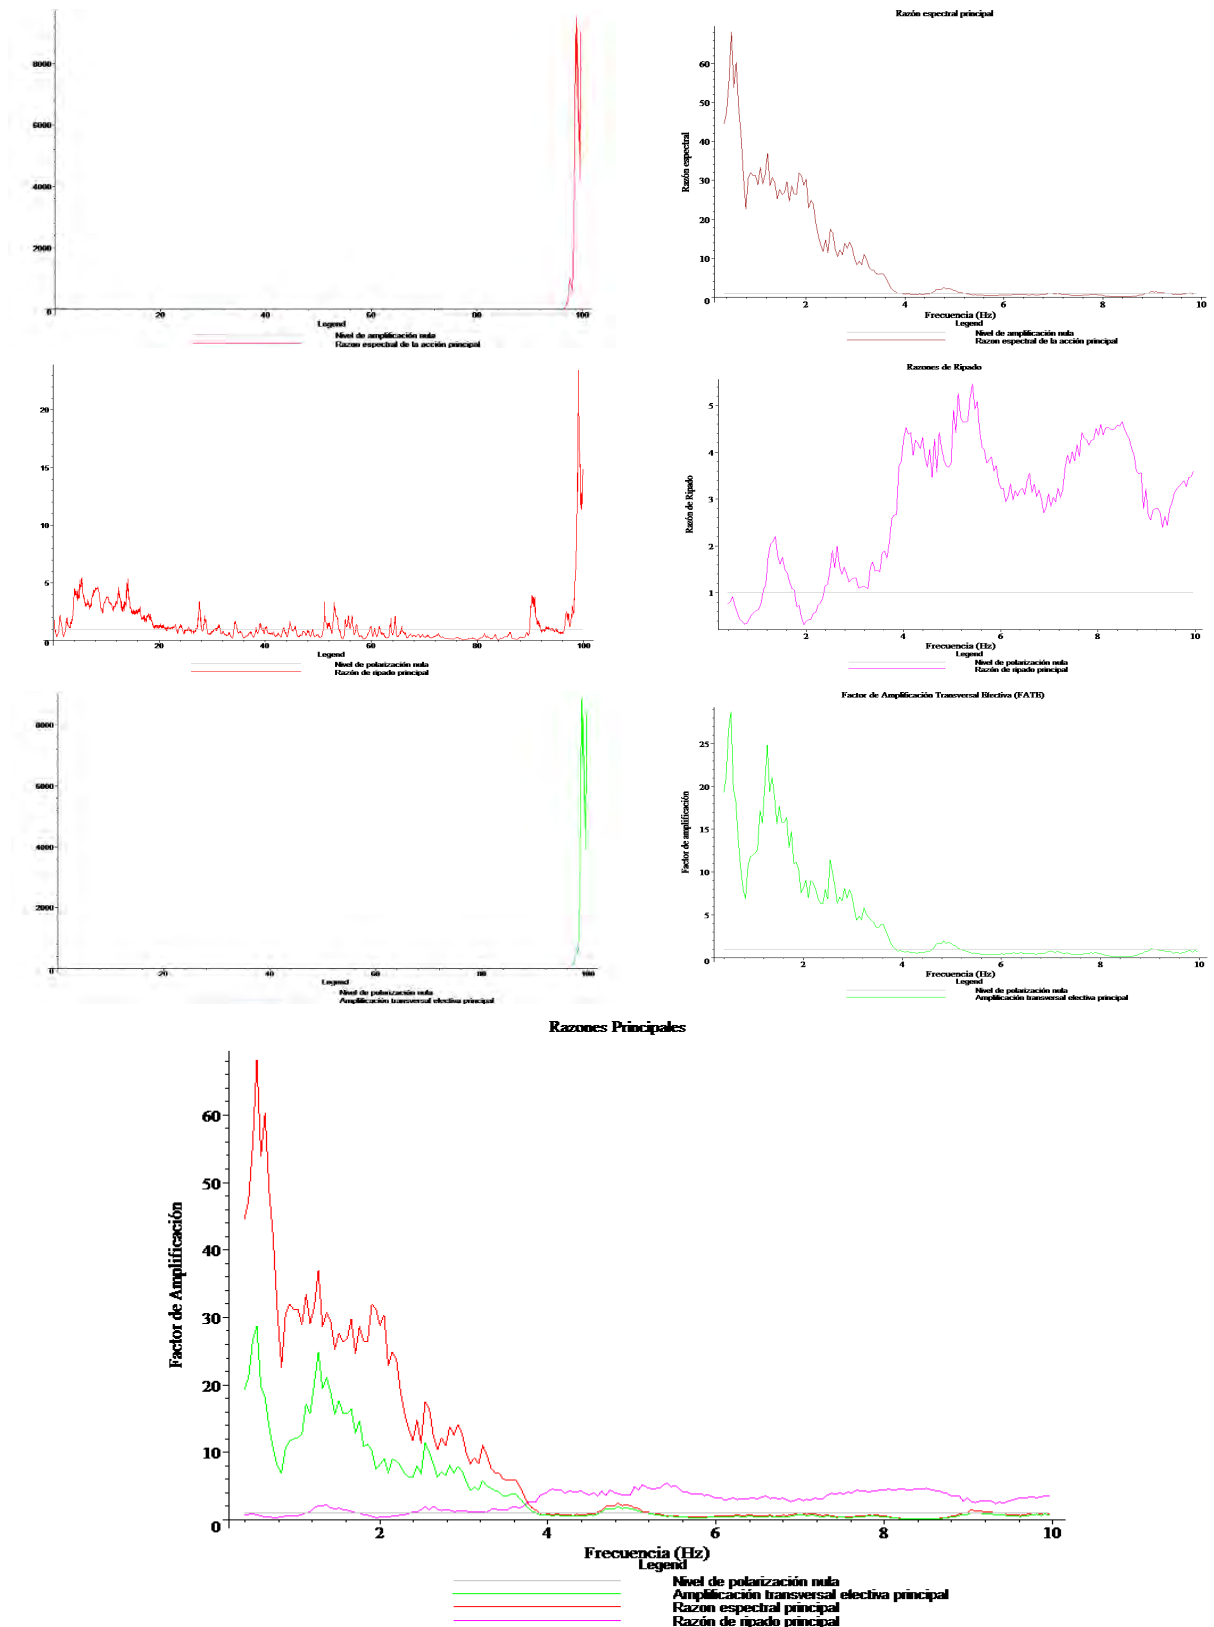 8000
6000
4000
2000
0
20
40
60
80
100
Legend
Nivel de amplificación nula
Razon espectral de la acción principal
Razón espectral principal
Razón espectral
60
50
40
30
20
10
0
2
4
6
8
10
Frecuencia (Hz)
Legend
Nivel de amplificación nula
Razon espectral de la acción principal
20
15
10
5
0
20
40
60
80
100
Legend
Nivel de polarización nula
Razón de ripado principal
Razones de Ripado
Razón de Ripado
5
4
3
2
1
2
4
6
8
10
Frecuencia (Hz)
Legend
Nivel de polarización nula
Razón de ripado principal
8000
6000
4000
2000
0
20
40
60
80
100
Legend
Nivel de polarización nula
Amplificación transversal electiva principal
Factor de Amplificación Transversal Electiva (FATE)
Factor de amplificación
25
20
15
10
5
0
2
4
6
8
10
Frecuencia (Hz)
Legend
Nivel de polarización nula
Amplificación transversal electiva principal
Razones Principales
Factor de Amplificación
60
50
40
30
20
10
0
2
4
6
8
10
Frecuencia (Hz)
Legend
Nivel de polarización nula
Amplificación transversal electiva principal
Razon espectral principal
Razón de ripado principal